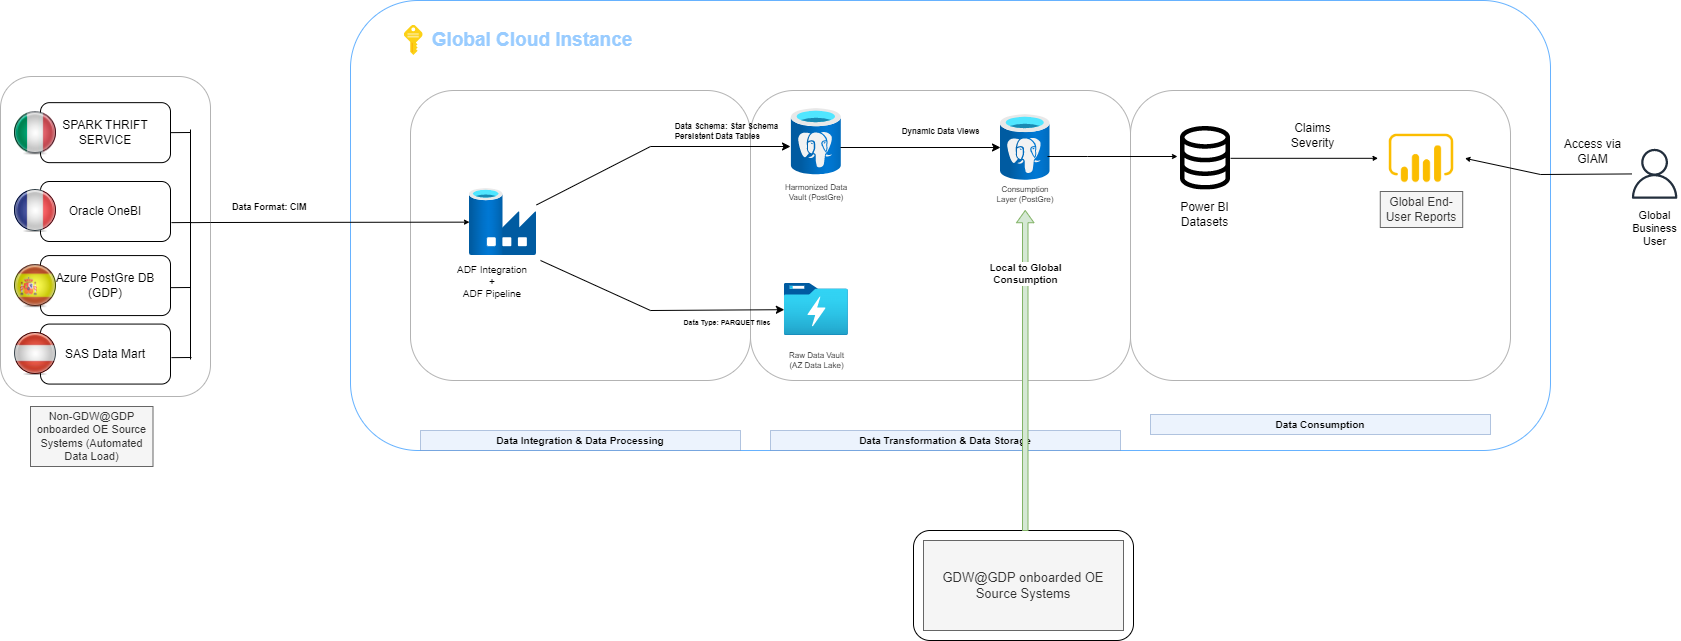 Global Cloud Instance
SPARK THRIFT
SERVICE
Oracle OneBI
Azure PostGre DB
(GDP)
SAS Data Mart
Non-GDW@GDP
onboarded OE Source
Systems (Automated
Data Load)
Data Format: CIM
ADF Integration
+
ADF Pipeline
Data Schema: Star Schema
Persistent Data Tables
Data Type: PARQUET files
Harmonized Data
Vault (PostGre)
Raw Data Vault
(AZ Data Lake)
Dynamic Data Views
Consumption
Layer (PostGre)
Local to Global
Consumption
Power BI
Datasets
Claims
Severity
Global End-
User Reports
Access via
GIAM
Global
Business
User
Data Integration & Data Processing
Data Transformation & Data Storage
Data Consumption
GDW@GDP onboarded OE
Source Systems